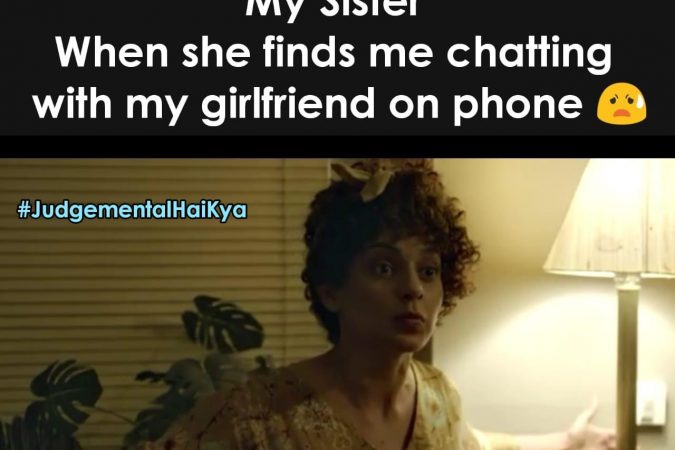 My Sister
When she finds me chatting
with my girlfriend on phone 😰
#JudgementalHaiKya